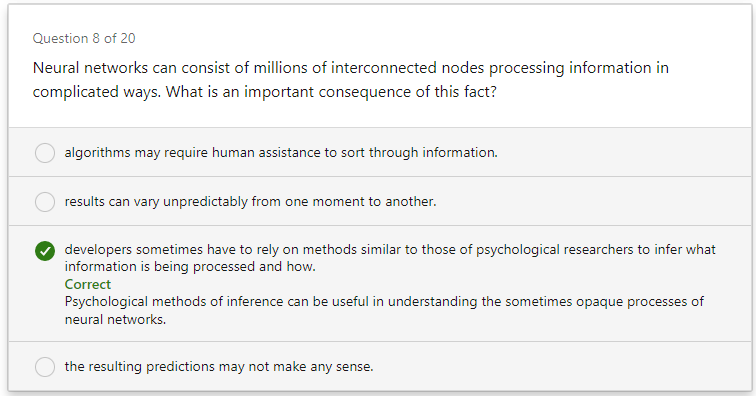 Question 8 of 20
Neural networks can consist of millions of interconnected nodes processing information in
complicated ways. What is an important consequence of this fact?
algorithms may require human assistance to sort through information.
results can vary unpredictably from one moment to another.
developers sometimes have to rely on methods similar to those of psychological researchers to infer what
information is being processed and how.
Correct
Psychological methods of inference can be useful in understanding the sometimes opaque processes of
neural networks.
the resulting predictions may not make any sense.